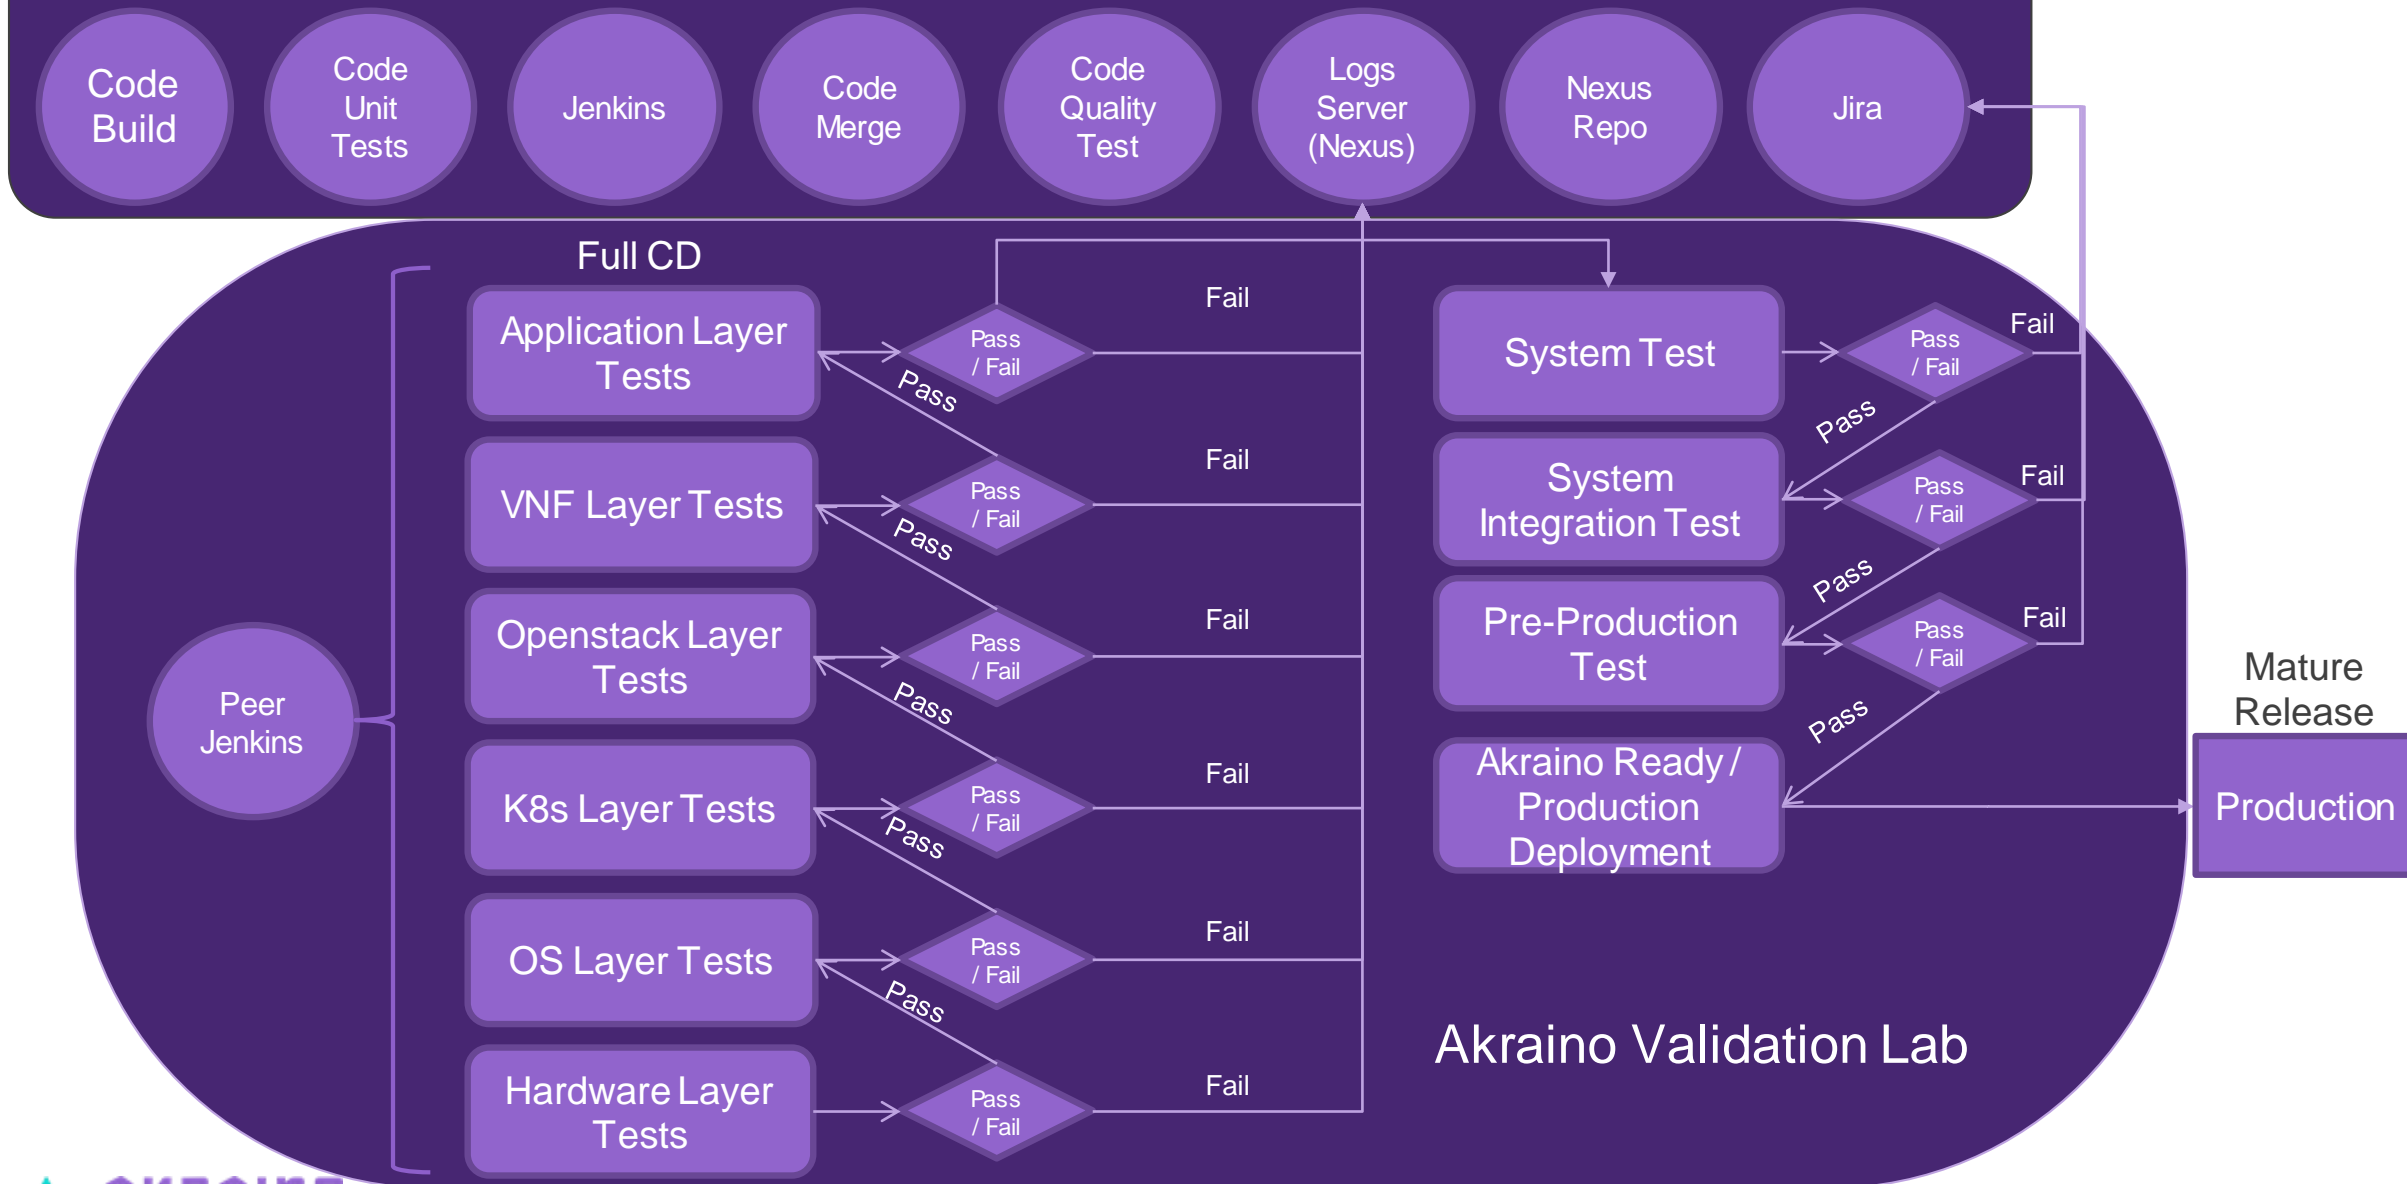 Code
Build
Code
Unit
Tests
Jenkins
Code
Merge
Code
Quality
Test
Logs
Server
(Nexus)
Nexus
Repo
Jira
Full CD
Application Layer
Tests
Pass
/ Fail
Fail
Pass
VNF Layer Tests
Pass
/ Fail
Fail
Pass
Openstack Layer
Tests
Pass
/ Fail
Fail
Pass
K8s Layer Tests
Pass
/ Fail
Fail
Pass
OS Layer Tests
Pass
/ Fail
Fail
Pass
Hardware Layer
Tests
Pass
/ Fail
Fail
Peer
Jenkins
System Test
Pass
/ Fail
Fail
Pass
System
Integration Test
Pass
/ Fail
Fail
Pass
Pre-Production
Test
Pass
/ Fail
Fail
Pass
Akraino Ready /
Production
Deployment
Mature
Release
Production
Akraino Validation Lab